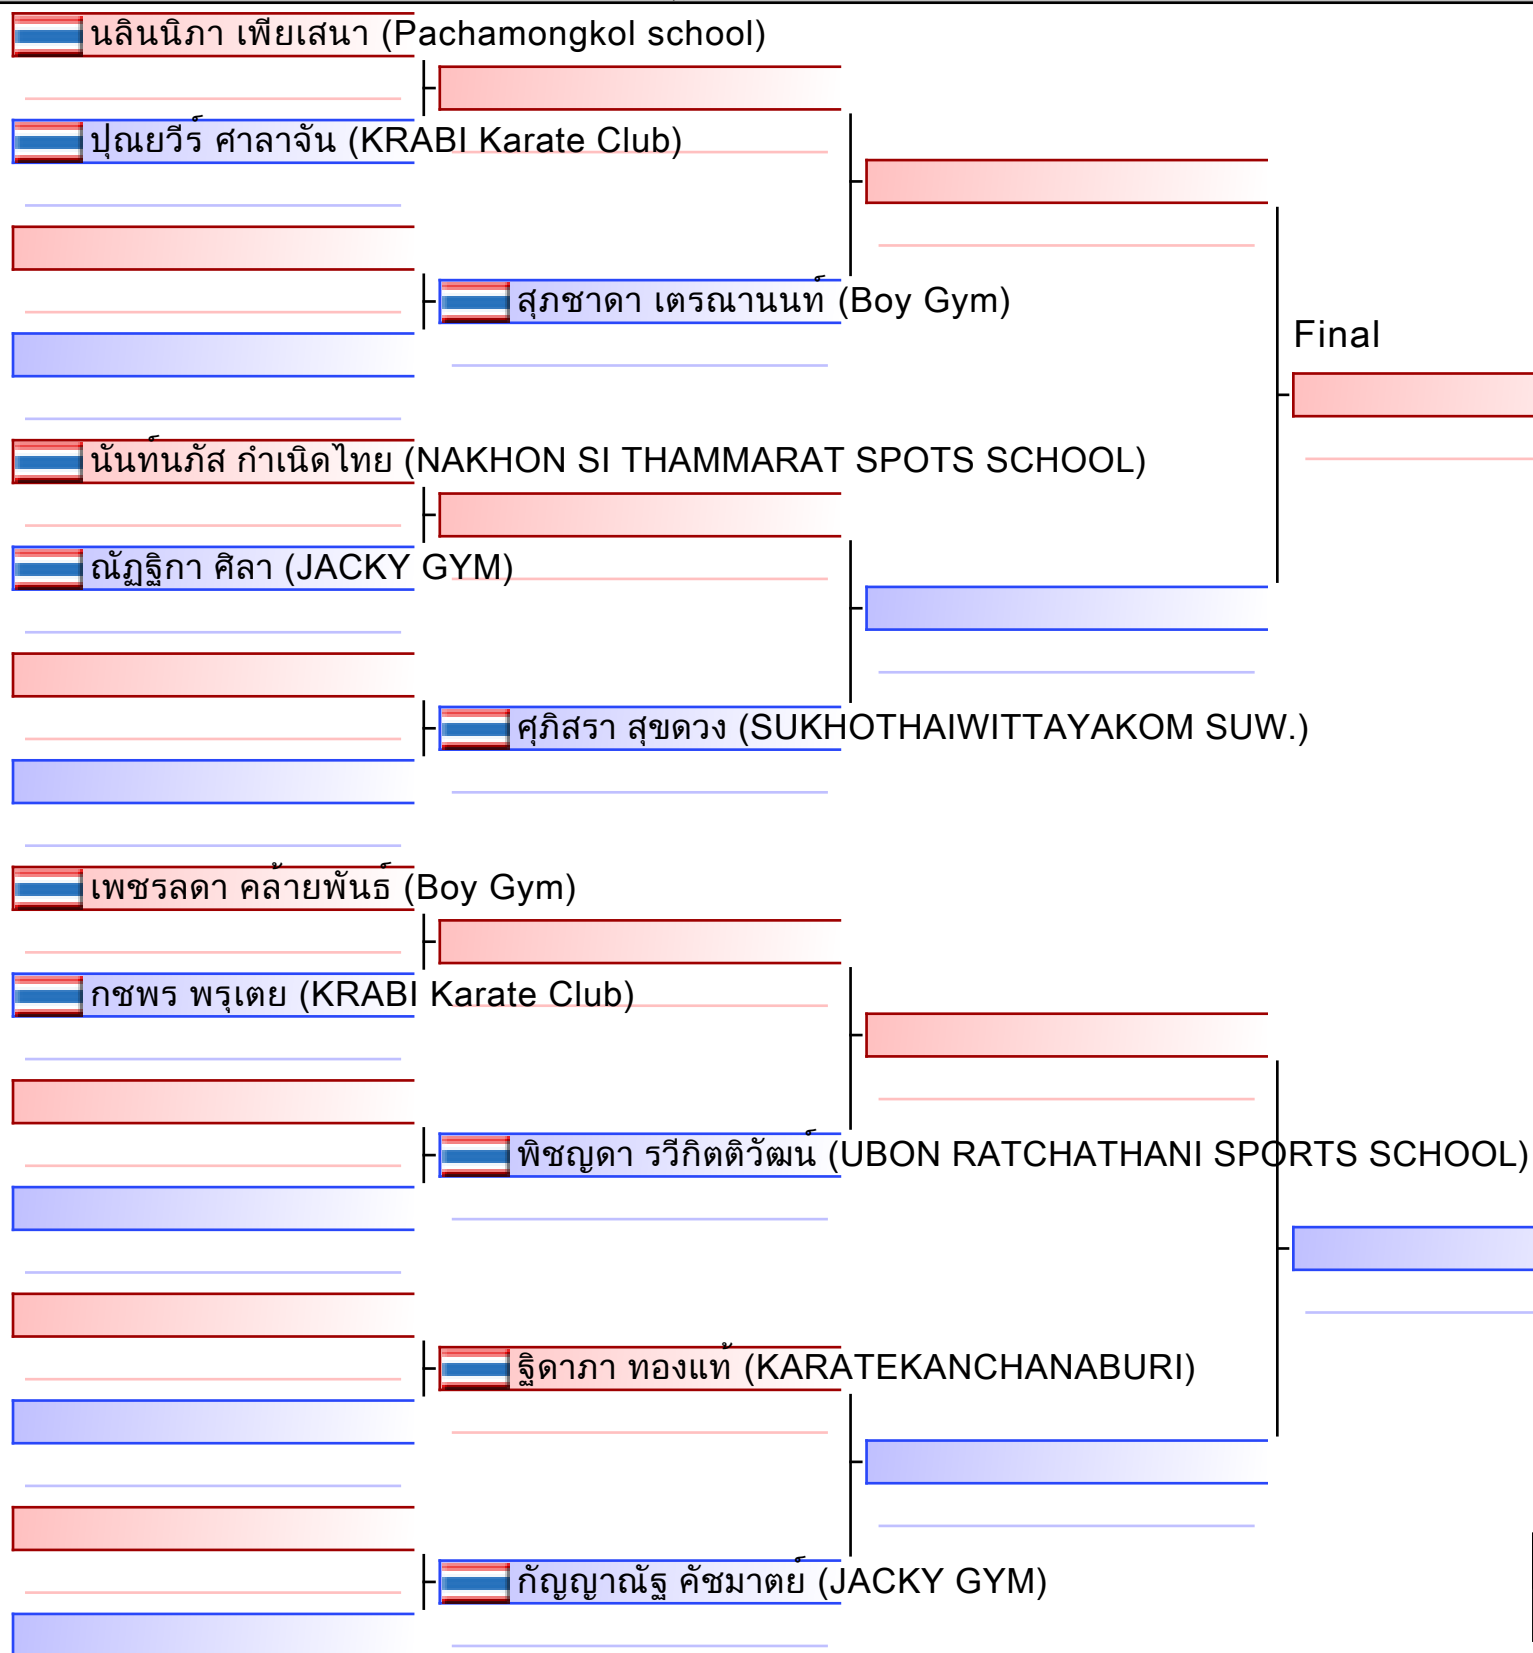 นลินนิภา เพียเสนา (Pachamongkol school)
ปุณยวีร์ ศาลาจัน (KRABI Karate Club)
สุภชาดา เตรณานนท์ (Boy Gym)
Final
นันท์นภัส กำเนิดไทย (NAKHON SI THAMMARAT SPOTS SCHOOL)
ณัฏฐิกา ศิลา (JACKY GYM)
ศุภิสรา สุขดวง (SUKHOTHAIWITTAYAKOM SUW.)
เพชรลดา คล้ายพันธ์ (Boy Gym)
กชพร พรุเตย (KRABI Karate Club)
พิชญดา รวีกิตติวัฒน์ (UBON RATCHATHANI SPORTS SCHOOL)
ฐิดาภา ทองแท้ (KARATEKANCHANABURI)
กัญญาณัฐ คัชมาตย์ (JACKY GYM)